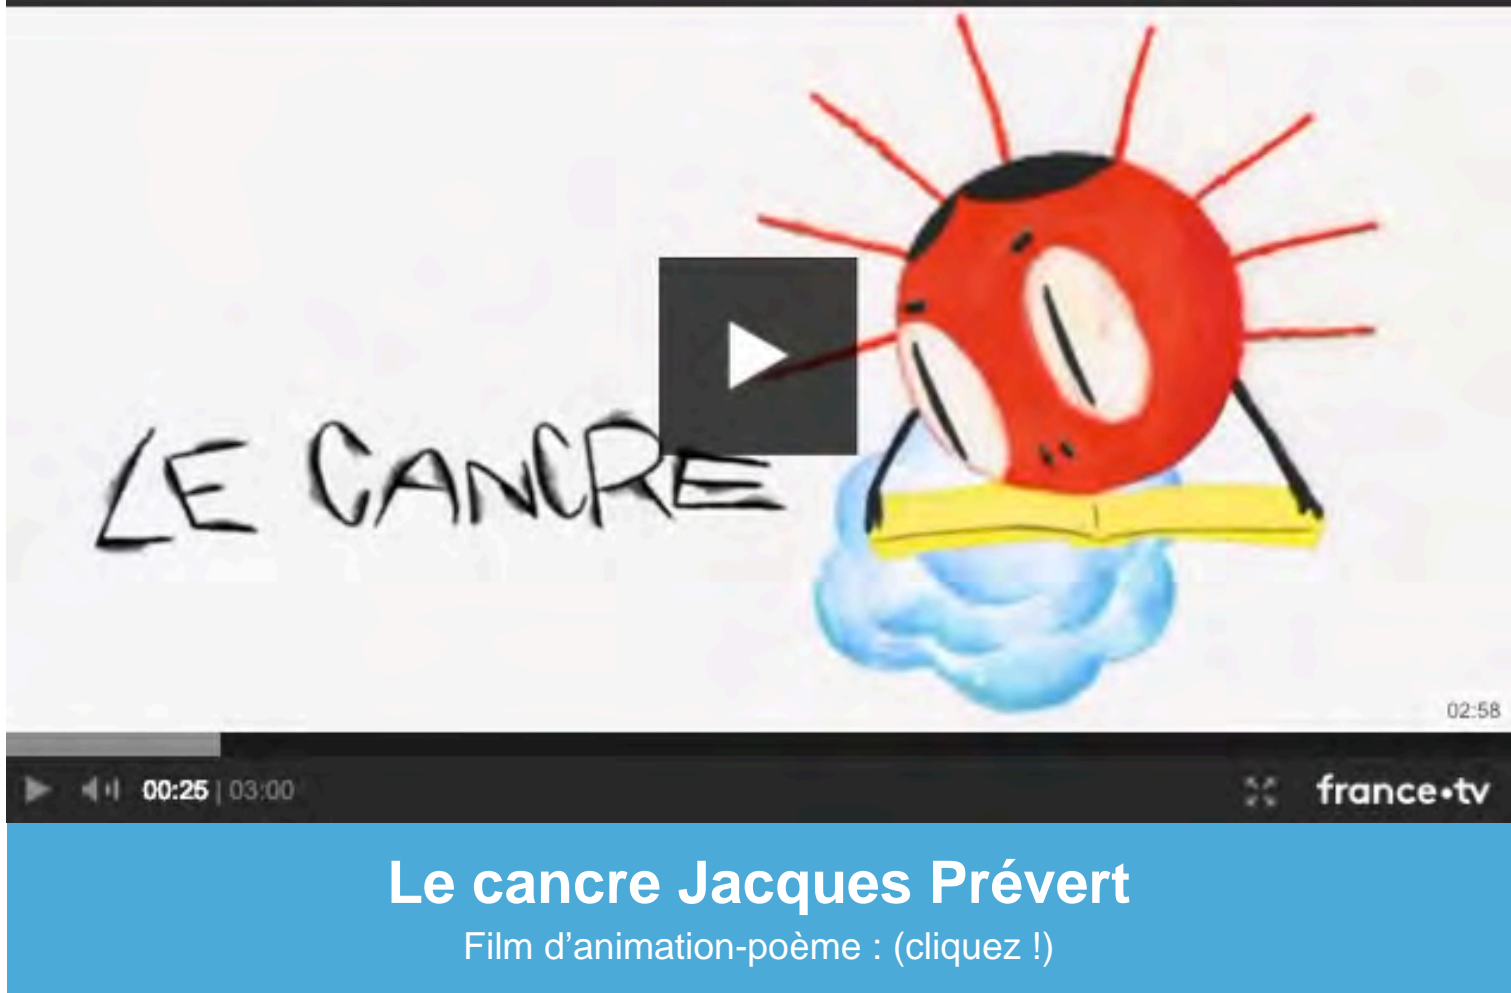 LE CANCRE
02:58
00:25 | 03:00 france•tv
Le cancre Jacques Prévert
Film d’animation-poème : (cliquez !)